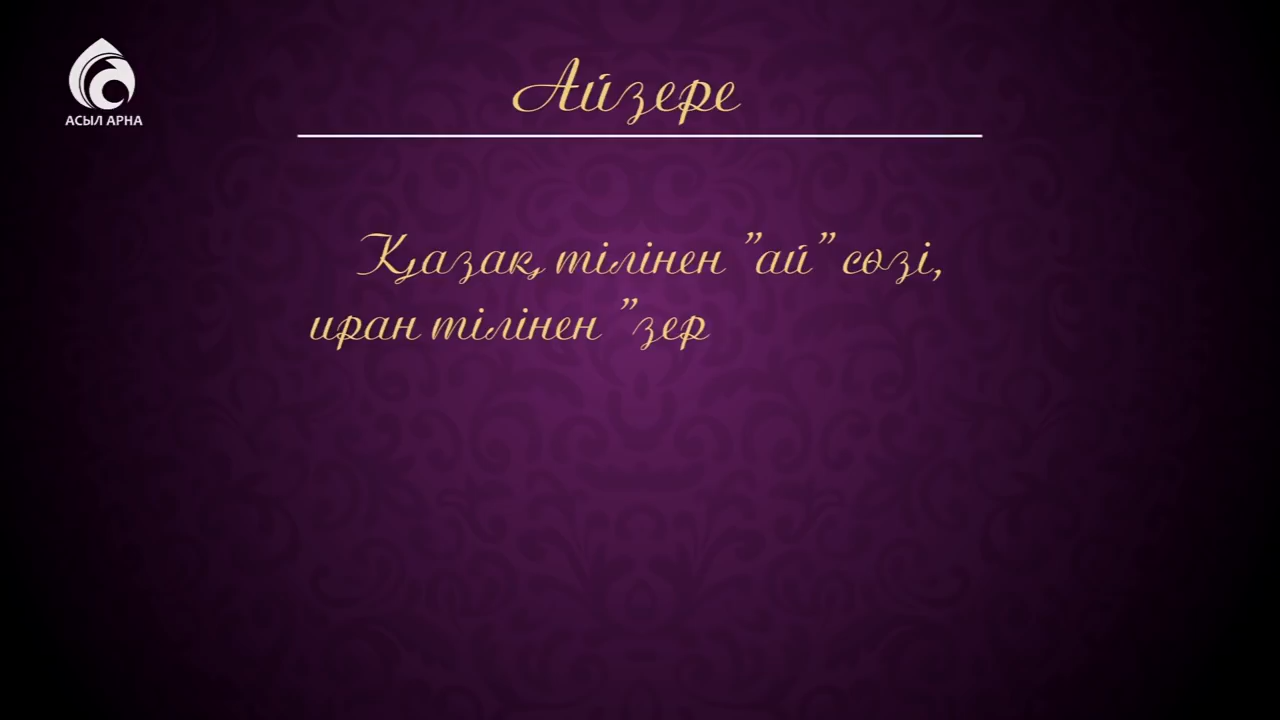 АСЫЛ АРНА
Айзере
Қазақ тілінен "ай" сөзі,
иран тілінен "зер